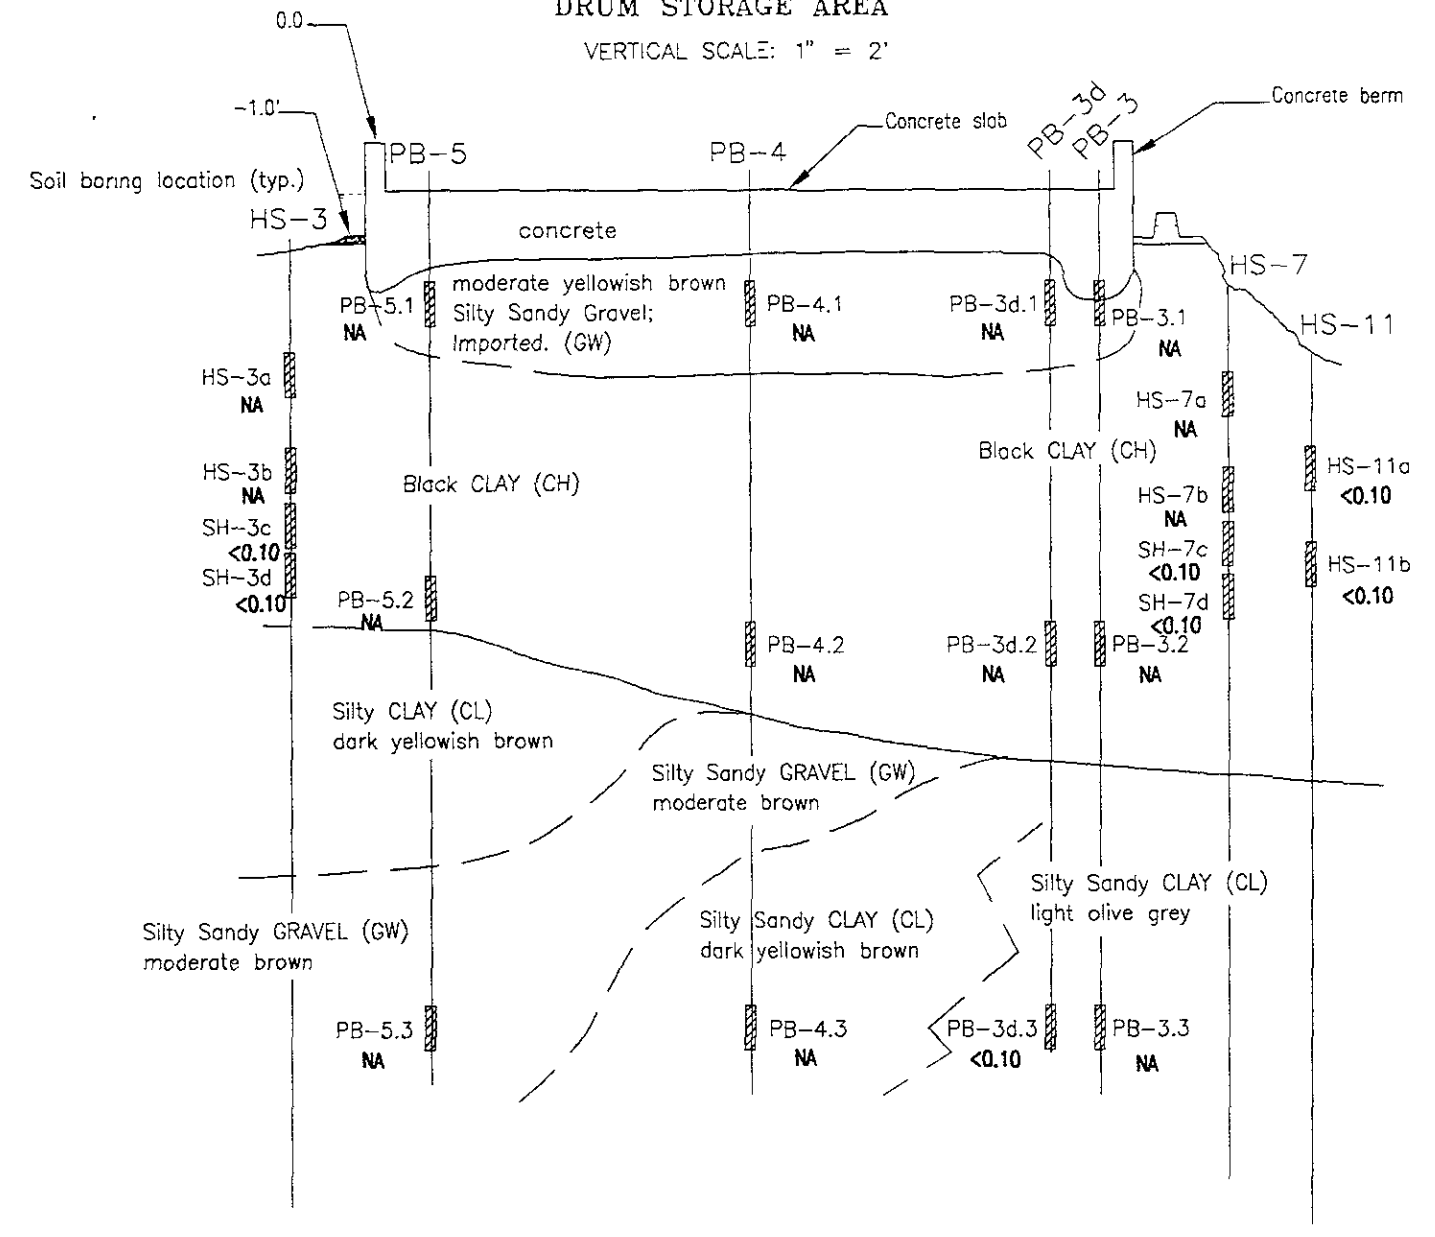 DRUM STORAGE AREA
VERTICAL SCALE: 1" = 2'
0.0
-1.0'
Concrete slab
PB-3d
PB-3
Concrete berm
PB-5
PB-4
Soil boring location (typ.)
HS-3
concrete
HS-7
HS-11
moderate yellowish brown
Silty Sandy Gravel;
Imported. (GW)
PB-5.1
NA
PB-4.1
NA
PB-3d.1
NA
PB-3.1
NA
HS-3a
NA
HS-7a
NA
HS-3b
NA
Black CLAY (CH)
Black CLAY (CH)
HS-7b
NA
HS-11a
<0.10
SH-3c
<0.10
SH-3d
<0.10
SH-7c
<0.10
SH-7d
<0.10
HS-11b
<0.10
PB-5.2
NA
PB-4.2
NA
PB-3d.2
NA
PB-3.2
NA
Silty CLAY (CL)
dark yellowish brown
Silty Sandy GRAVEL (GW)
moderate brown
Silty Sandy CLAY (CL)
light olive grey
Silty Sandy GRAVEL (GW)
moderate brown
Silty Sandy CLAY (CL)
dark yellowish brown
PB-5.3
NA
PB-4.3
NA
PB-3d.3
<0.10
PB-3.3
NA